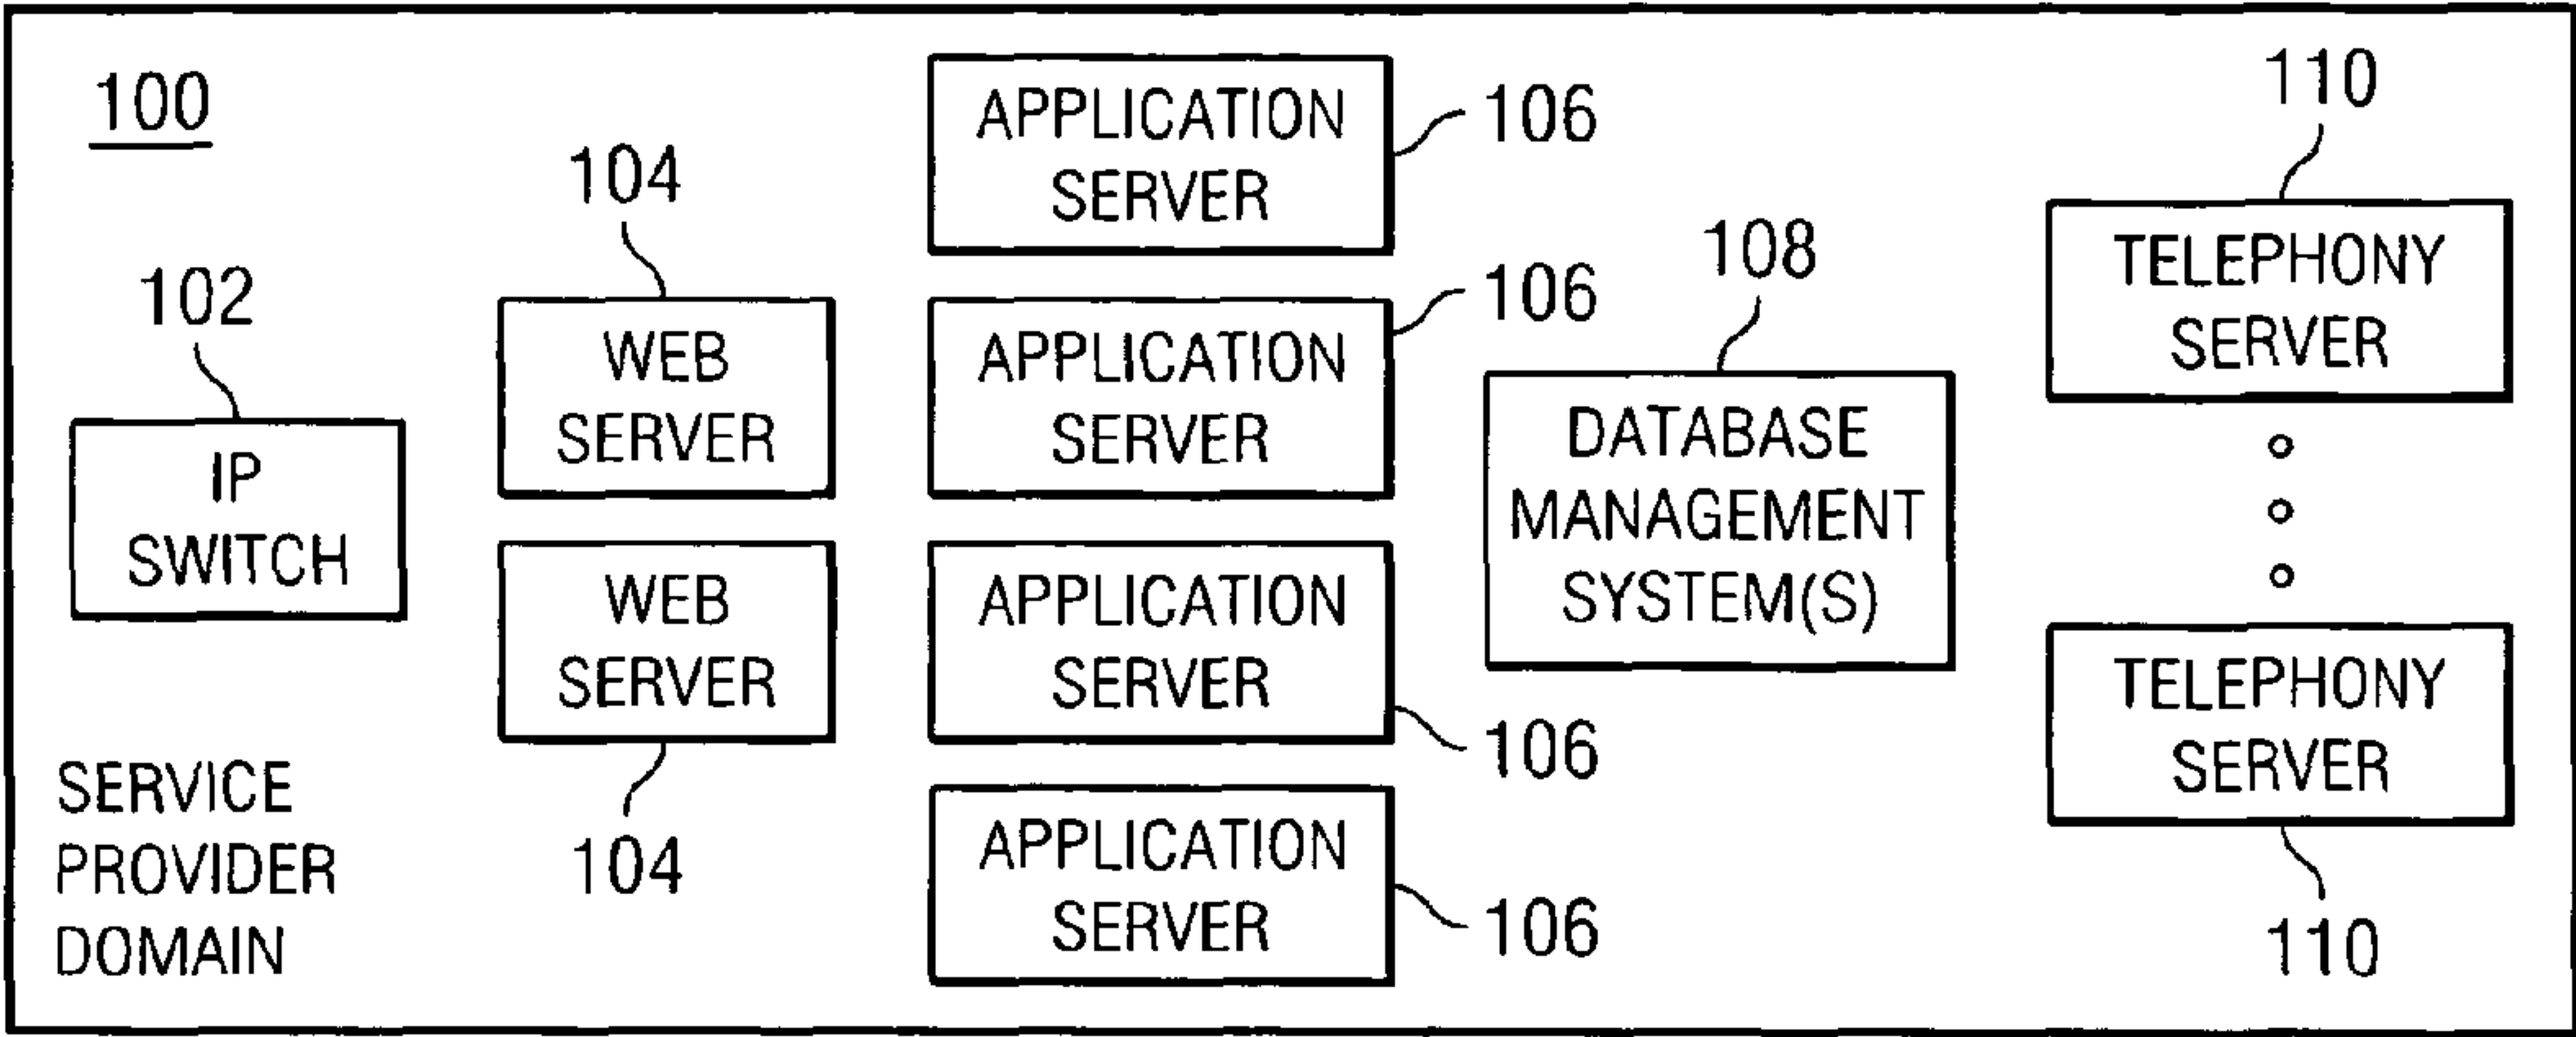 100
102
IP
SWITCH
SERVICE
PROVIDER
DOMAIN
104
WEB
SERVER
WEB
SERVER
104
APPLICATION
SERVER
106
APPLICATION
SERVER
106
APPLICATION
SERVER
106
APPLICATION
SERVER
106
108
DATABASE
MANAGEMENT
SYSTEM(S)
110
TELEPHONY
SERVER
TELEPHONY
SERVER
110